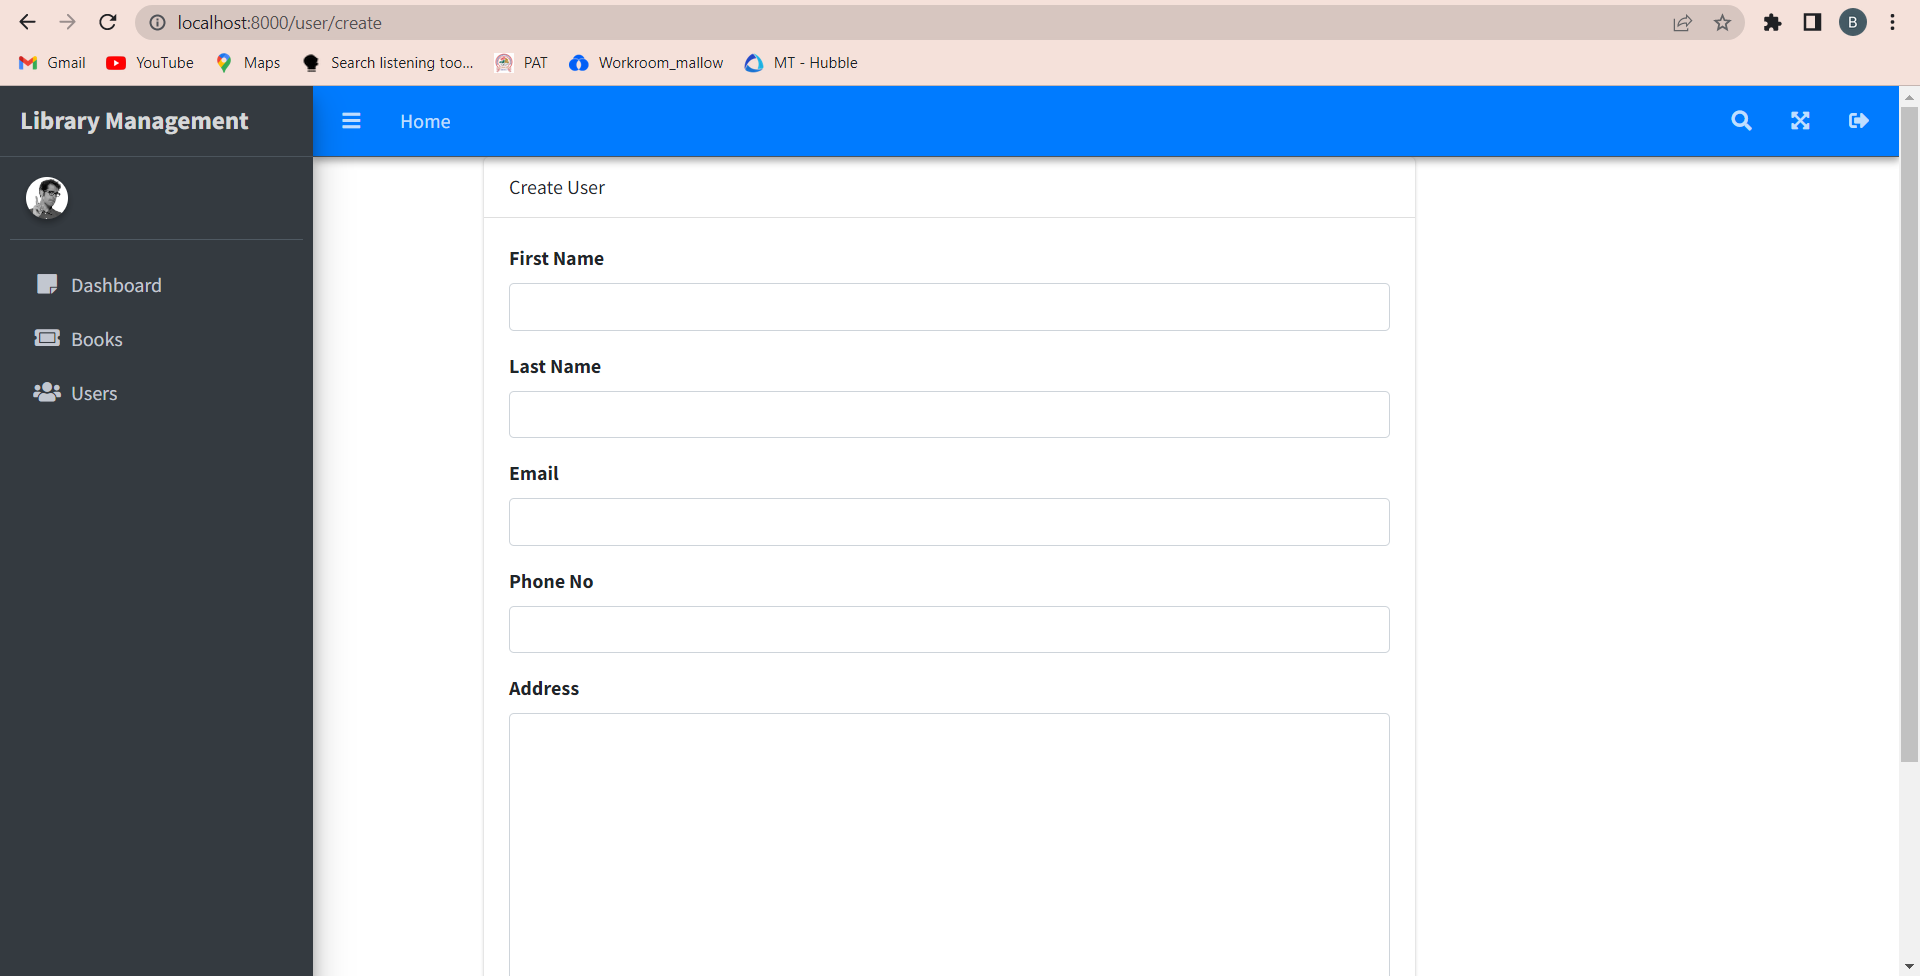 localhost:8000/user/create
B
Gmail YouTube Maps Search listening too... PAT Workroom_mallow MT - Hubble
Library Management Home
Create User
First Name
Dashboard
Books
Last Name
Users
Email
Phone No
Address